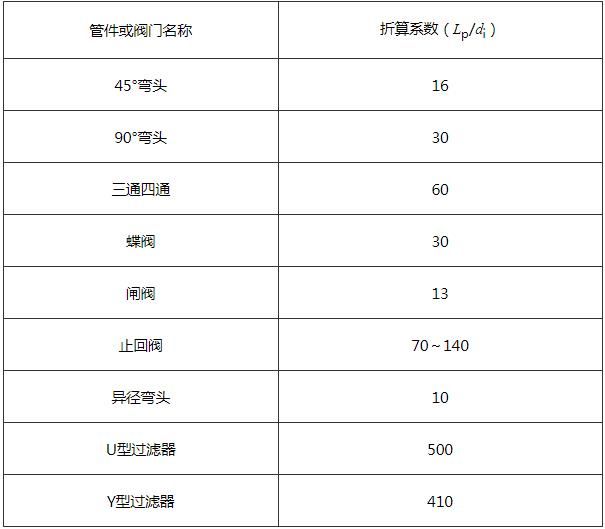 管件或阀门名称 折算系数（Lp/di）
45°弯头 16
90°弯头 30
三通四通 60
蝶阀 30
闸阀 13
止回阀 70～140
异径弯头 10
U型过滤器 500
Y型过滤器 410